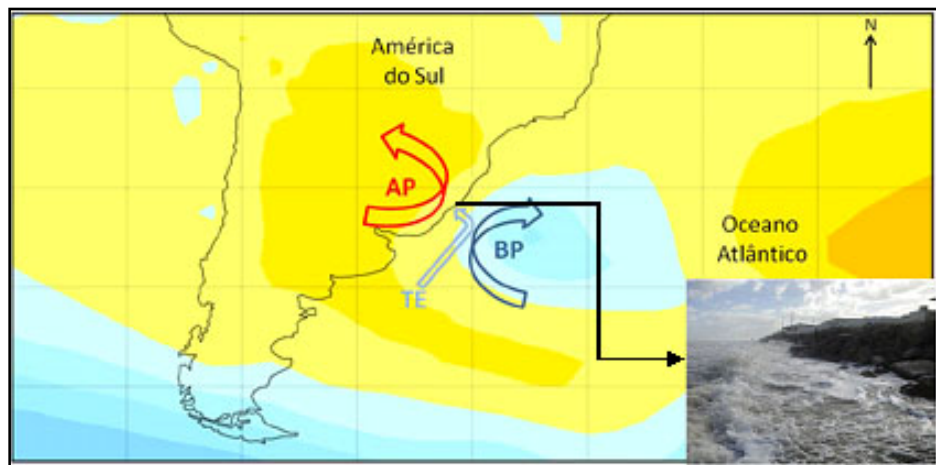 América
do Sul
N
AP
BP
TE
Oceano
Atlântico